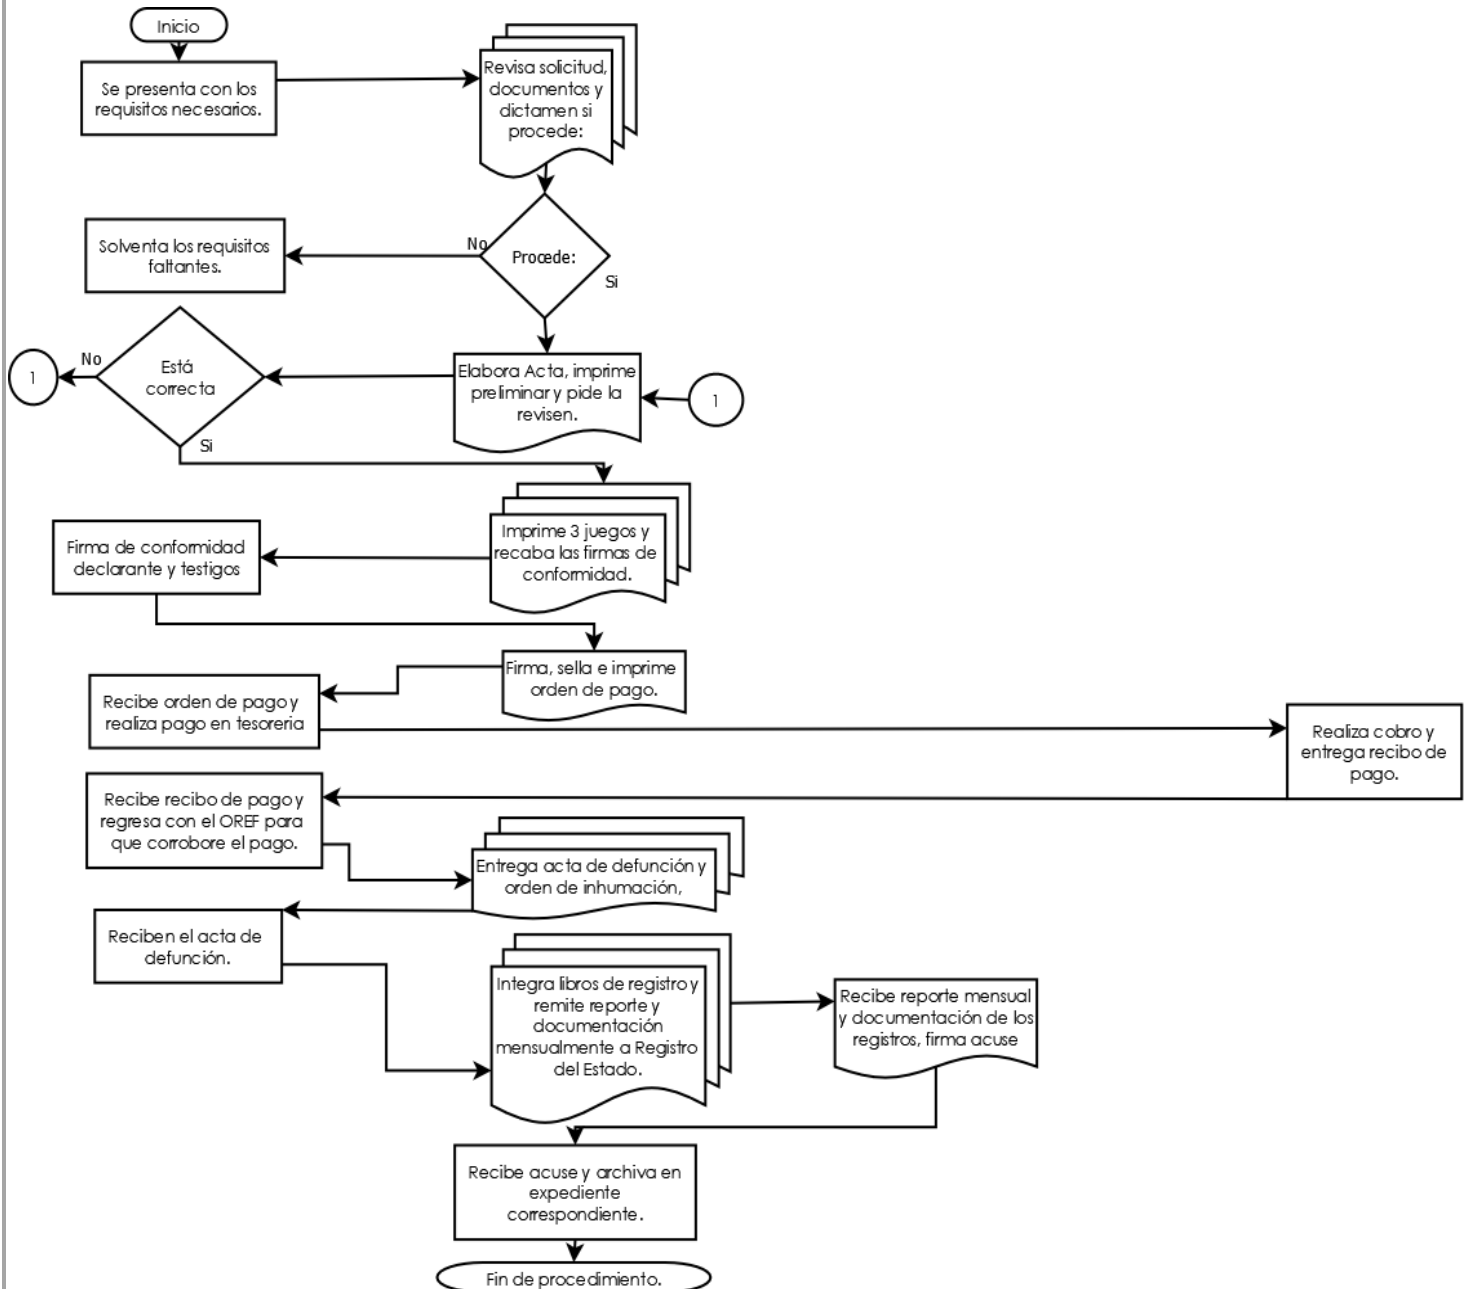 Inicio
Se presenta con los
requisitos necesarios.
Revisa solicitud,
documentos y
dictamen si
procede:
Procede:
No
Si
Solventa los requisitos
faltantes.
Elabora Acta, imprime
preliminar y pide la
revisen.
1
Está
correcta
No
1
Si
Imprime 3 juegos y
recaba las firmas de
conformidad.
Firma de conformidad
declarante y testigos
Firma, sella e imprime
orden de pago.
Recibe orden de pago y
realiza pago en tesoreria
Realiza cobro y
entrega recibo de
pago.
Recibe recibo de pago y
regresa con el OREF para
que corrobore el pago.
Entrega acta de defunción y
orden de inhumación,
Reciben el acta de
defunción.
Integra libros de registro y
remite reporte y
documentación
mensualmente a Registro
del Estado.
Recibe reporte mensual
y documentación de los
registros, firma acuse
Recibe acuse y archiva en
expediente
correspondiente.
Fin de procedimiento.